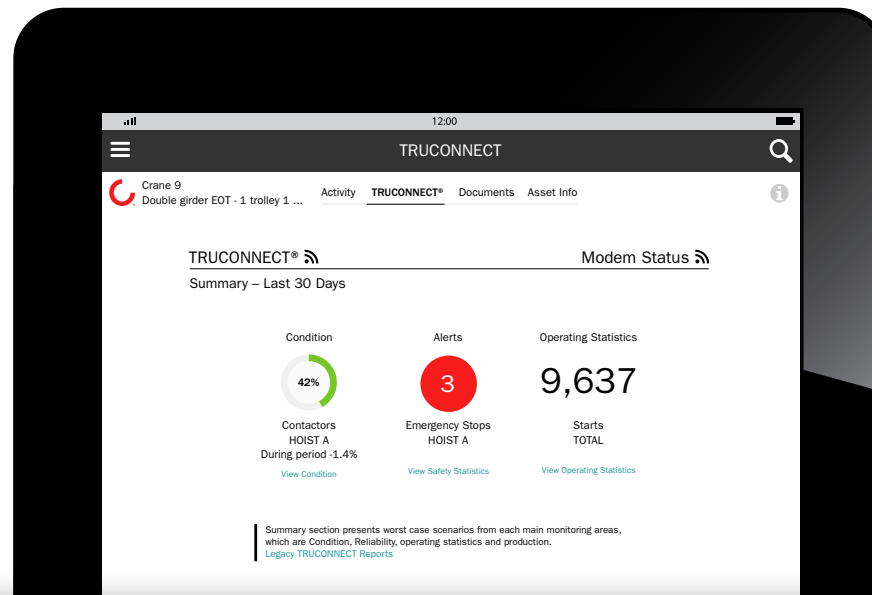 12:00
TRUCONNECT
Crane 9
Double girder EOT - 1 trolley 1 ...
Activity TRUCONNECT® Documents Asset Info
TRUCONNECT® Modem Status
Summary – Last 30 Days
Condition Alerts Operating Statistics
42% 3 9,637
Contactors Emergency Stops Starts
HOIST A HOIST A TOTAL
During period -1.4%
View Condition View Safety Statistics View Operating Statistics
Summary section presents worst case scenarios from each main monitoring areas,
which are Condition, Reliability, operating statistics and production.
Legacy TRUCONNECT Reports